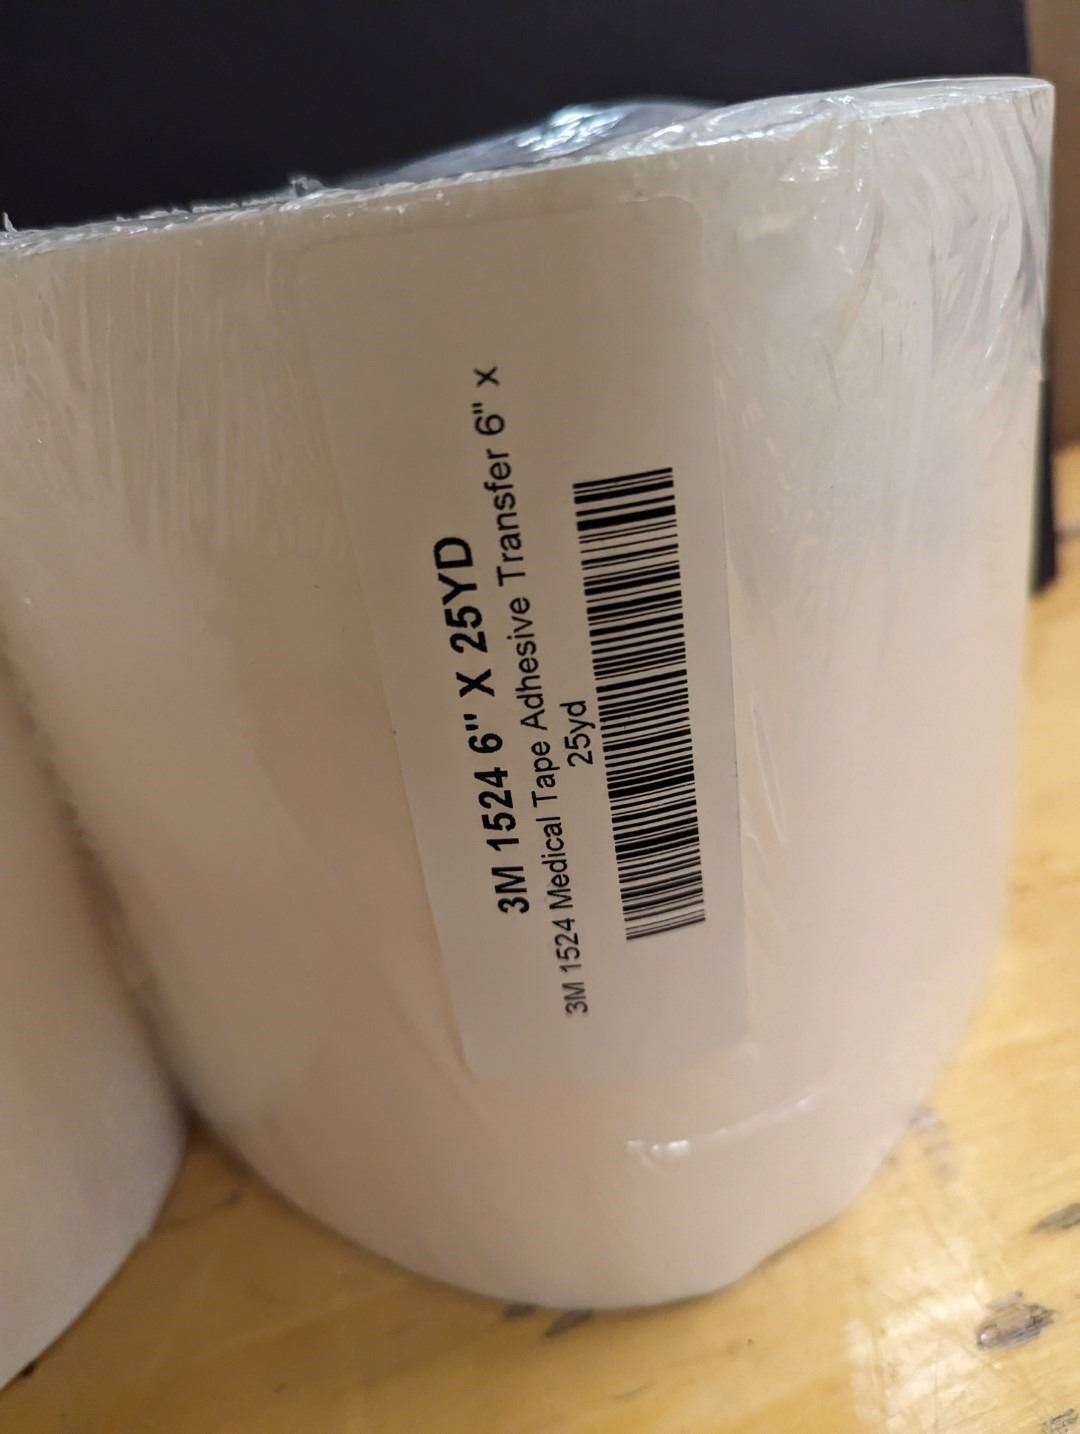 3M 1524 6" X 25YD
3M 1524 Medical Tape Adhesive Transfer 6" x
25yd